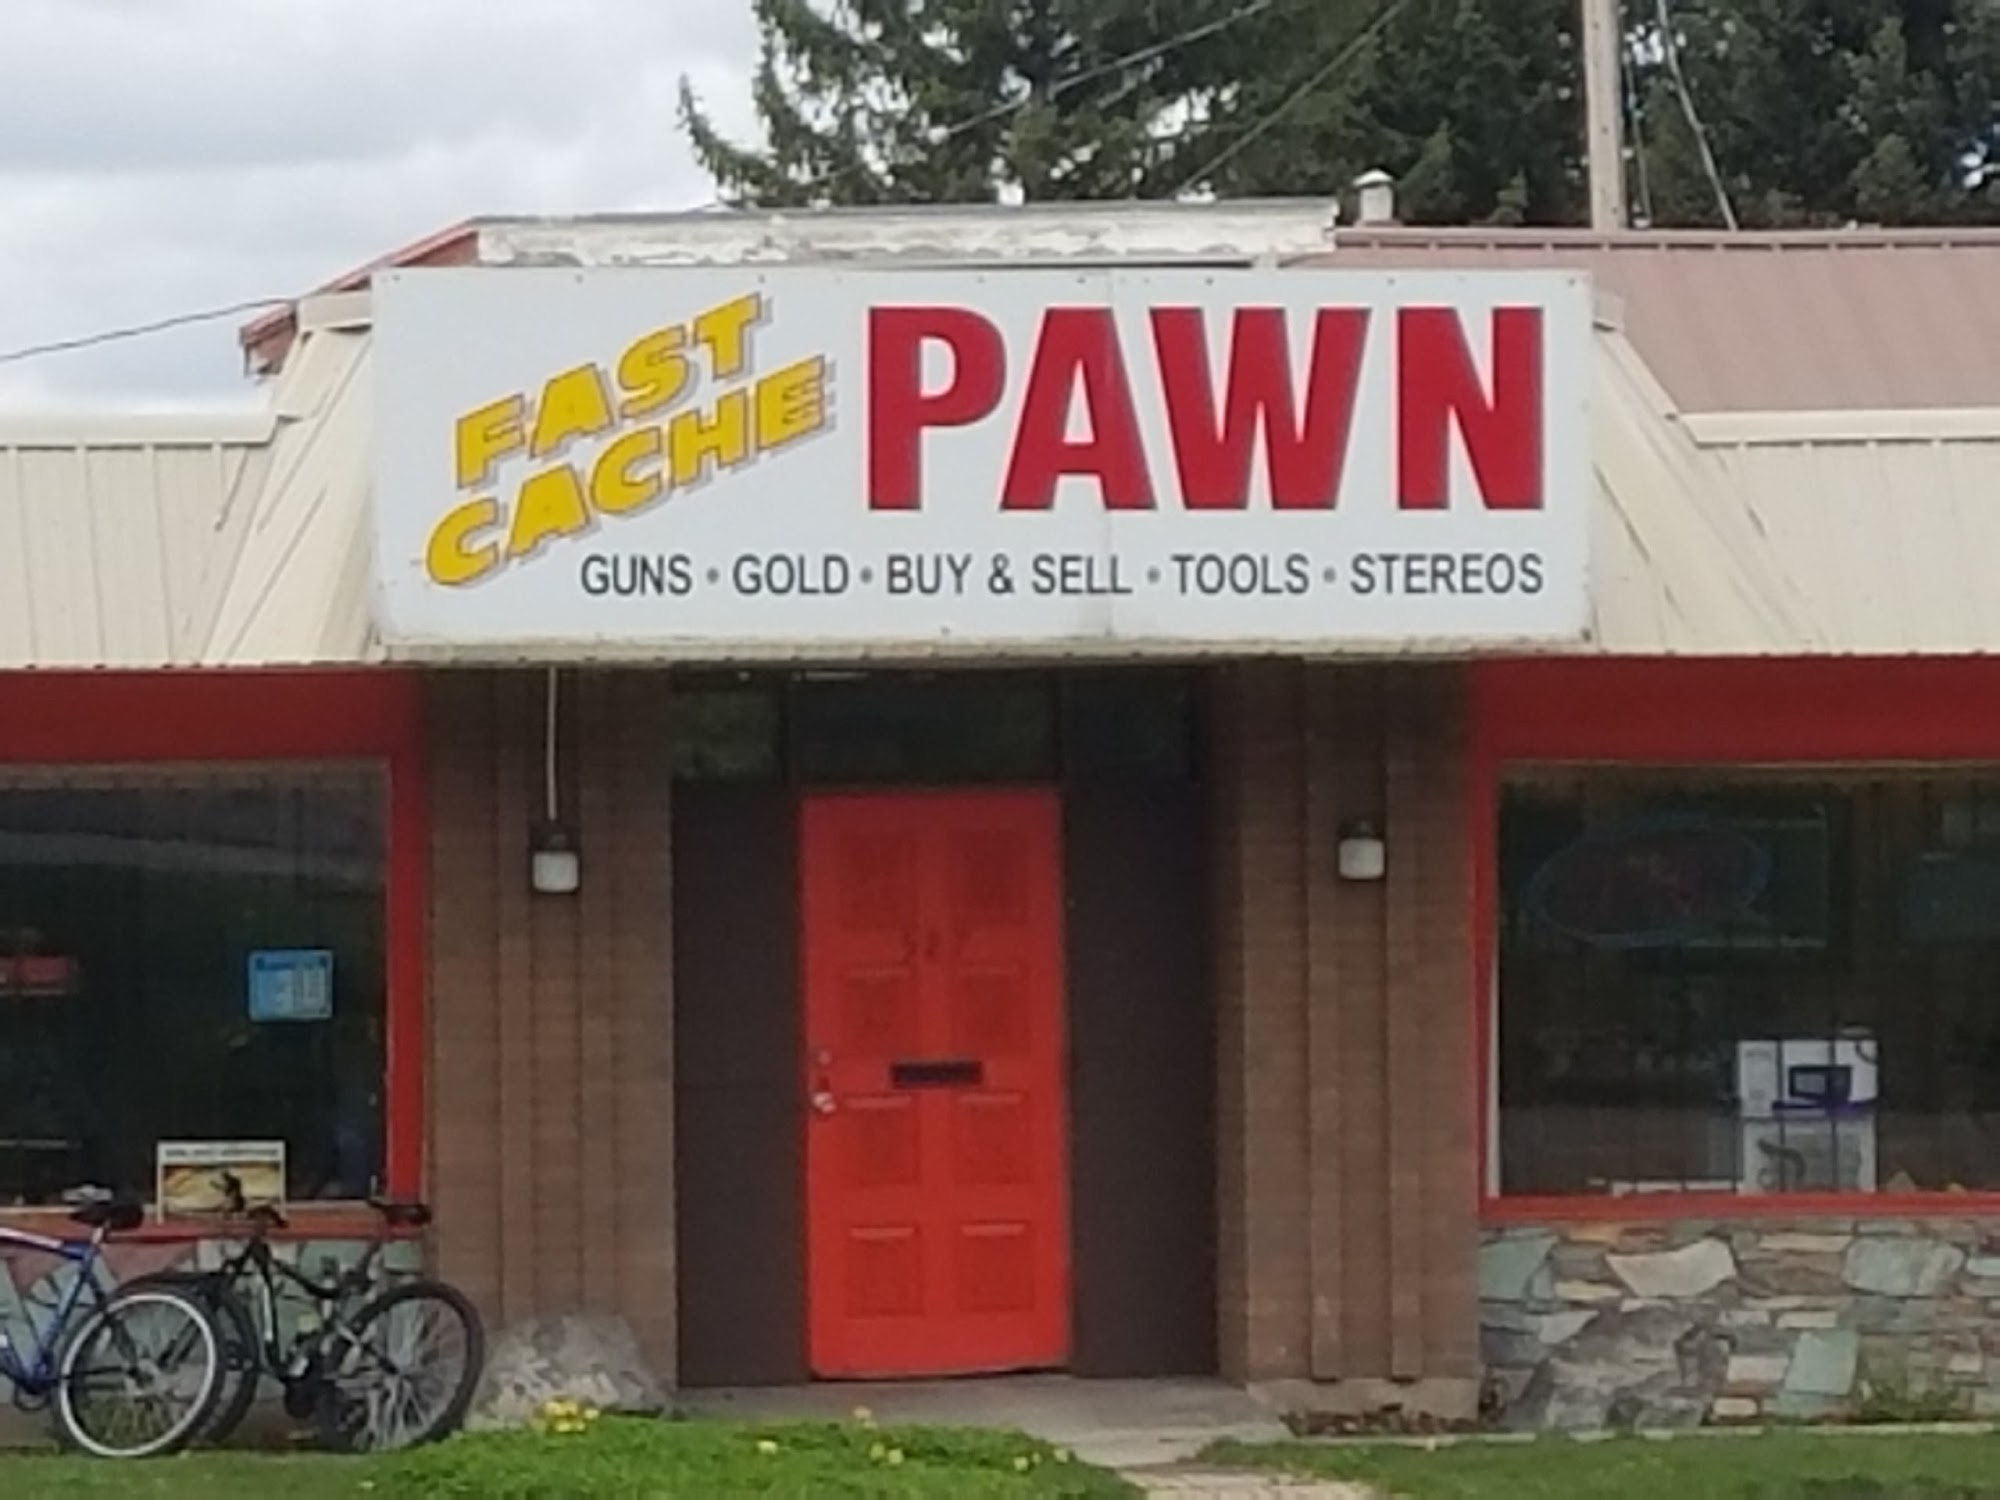 FAST
CACHE
PAWN
GUNS • GOLD • BUY & SELL • TOOLS • STEREOS